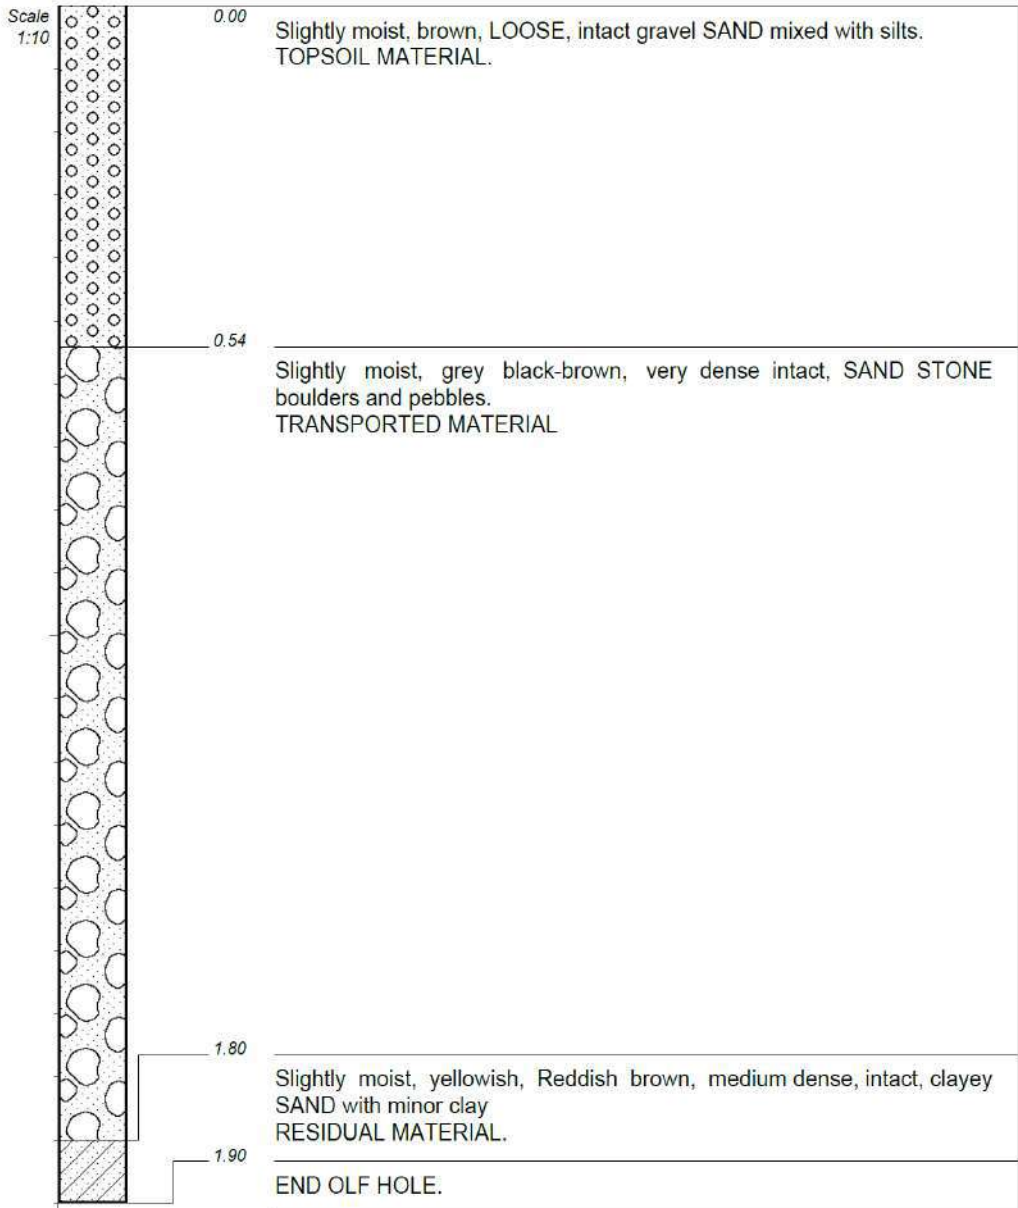 Scale
1:10
0.00
Slightly moist, brown, LOOSE, intact gravel SAND mixed with silts.
TOPSOIL MATERIAL.
0.54
Slightly moist, grey black-brown, very dense intact, SAND STONE
boulders and pebbles.
TRANSPORTED MATERIAL
1.80
Slightly moist, yellowish, Reddish brown, medium dense, intact, clayey
SAND with minor clay
RESIDUAL MATERIAL.
1.90
END OLF HOLE.